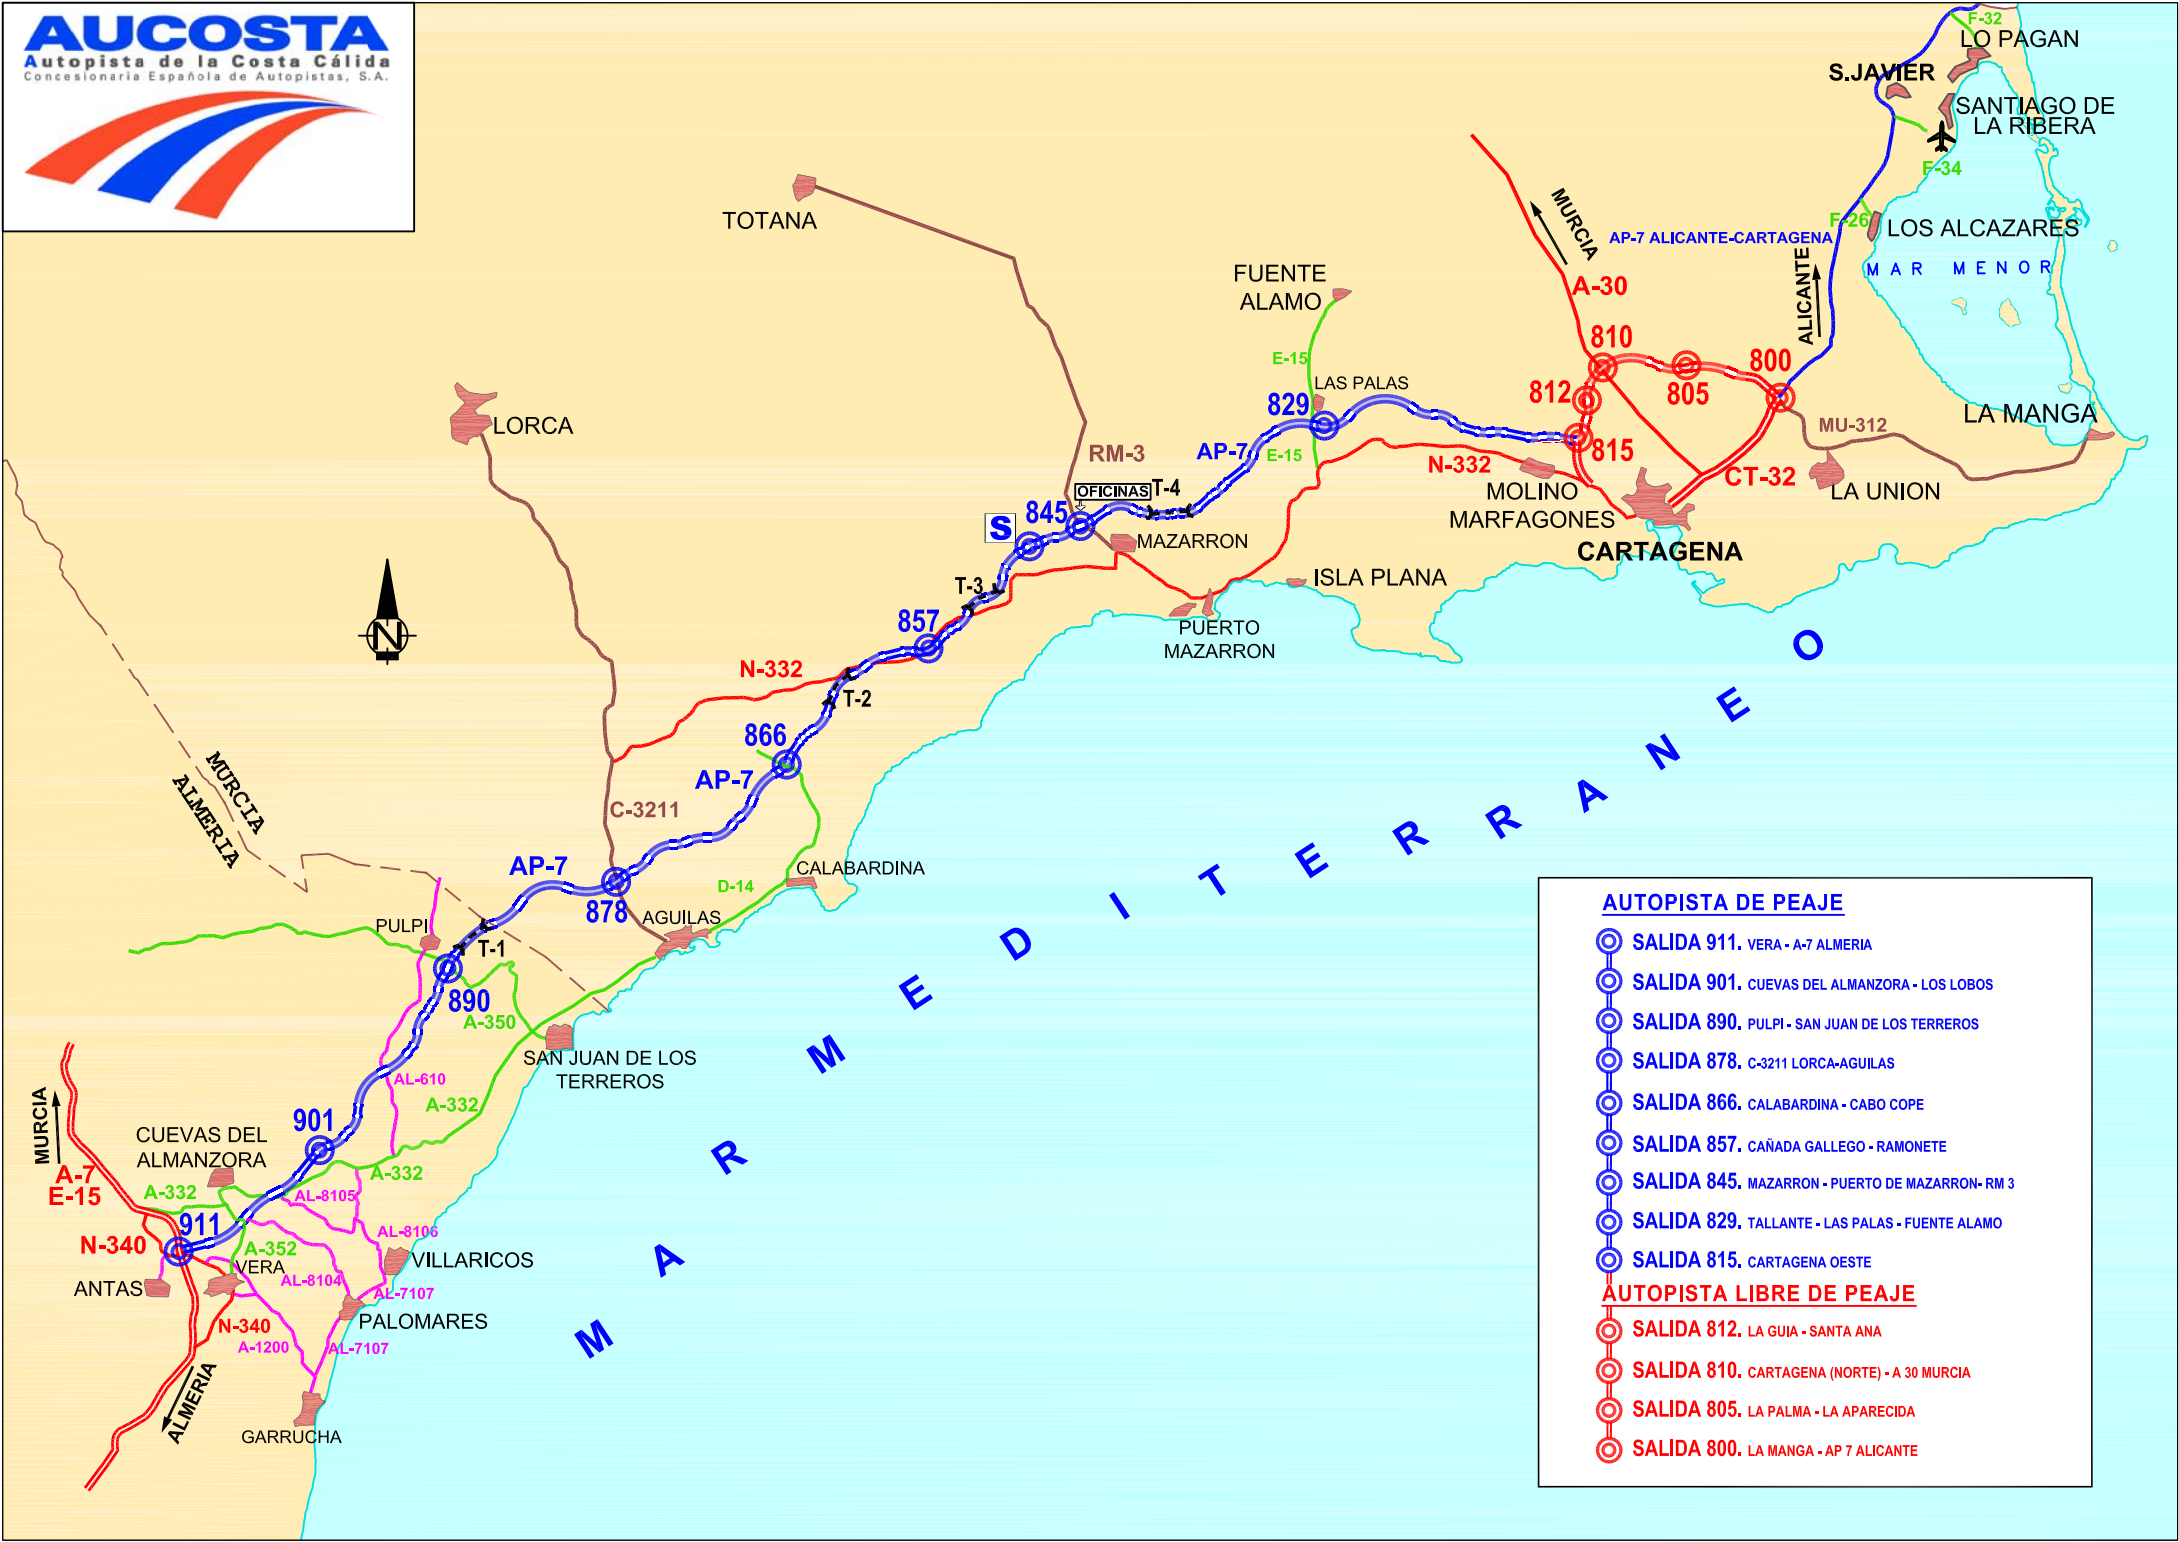 AUCOSTA
Autopista de la Costa Cálida
Concesionaria Española de Autopistas, S.A.
F-32
LO PAGAN
S.JAVIER
SANTIAGO DE
LA RIBERA
F-34
TOTANA
MURCIA
F-26
LOS ALCAZARES
AP-7 ALICANTE-CARTAGENA
ALICANTE
MAR MENOR
FUENTE
ALAMO
A-30
810
800
E-15
LAS PALAS
812
805
829
LA MANGA
MU-312
LORCA
RM-3
AP-7
E-15
815
N-332
CT-32
OFICINAS
T-4
MOLINO
MARFAGONES
LA UNION
S
845
MAZARRON
CARTAGENA
T-3
ISLA PLANA
N
857
PUERTO
MAZARRON
N-332
T-2
866
AP-7
MURCIA
ALMERIA
C-3211
AP-7
CALABARDINA
D-14
878
AGUILAS
PULPI
T-1
890
A-350
SAN JUAN DE LOS
TERREROS
AL-610
A-332
MURCIA
901
CUEVAS DEL
ALMANZORA
A-7
E-15
A-332
A-332
AL-8105
911
AL-8106
N-340
A-352
VILLARICOS
VERA
ANTAS
AL-8104
AL-7107
PALOMARES
N-340
A-1200
AL-7107
ALMERIA
GARRUCHA
MAR MEDITERRANEO
AUTOPISTA DE PEAJE
SALIDA 911. VERA - A-7 ALMERIA
SALIDA 901. CUEVAS DEL ALMANZORA - LOS LOBOS
SALIDA 890. PULPI - SAN JUAN DE LOS TERREROS
SALIDA 878. C-3211 LORCA-AGUILAS
SALIDA 866. CALABARDINA - CABO COPE
SALIDA 857. CAÑADA GALLEGO - RAMONETE
SALIDA 845. MAZARRON - PUERTO DE MAZARRON- RM 3
SALIDA 829. TALLANTE - LAS PALAS - FUENTE ALAMO
SALIDA 815. CARTAGENA OESTE
AUTOPISTA LIBRE DE PEAJE
SALIDA 812. LA GUIA - SANTA ANA
SALIDA 810. CARTAGENA (NORTE) - A 30 MURCIA
SALIDA 805. LA PALMA - LA APARECIDA
SALIDA 800. LA MANGA - AP 7 ALICANTE